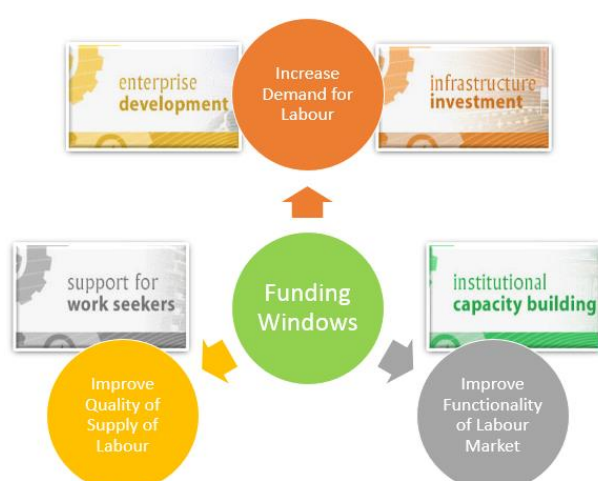 enterprise
development
Increase
Demand for
Labour
infrastructure
investment
support for
work seekers
Funding
Windows
institutional
capacity building
Improve
Quality of
Supply of
Labour
Improve
Functionality
of Labour
Market